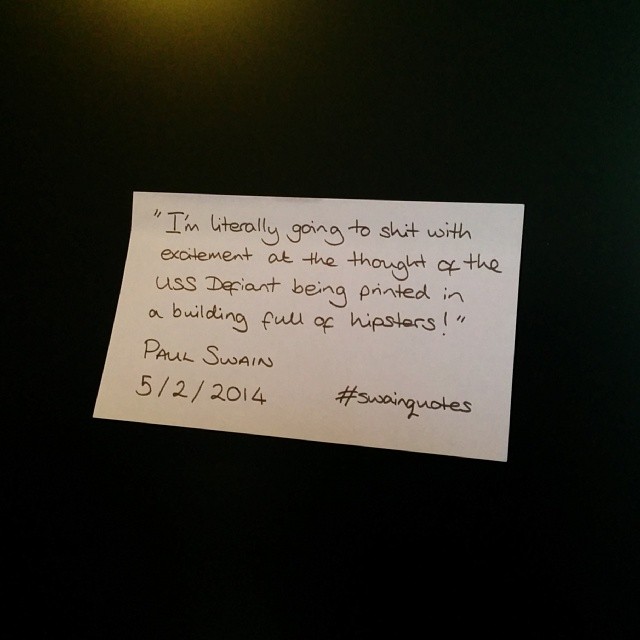 "I'm literally going to shit with
excitement at the thought of the
USS Defiant being printed in
a building full of hipsters!"
PAUL SWAIN
5/2/2014 #swainquotes